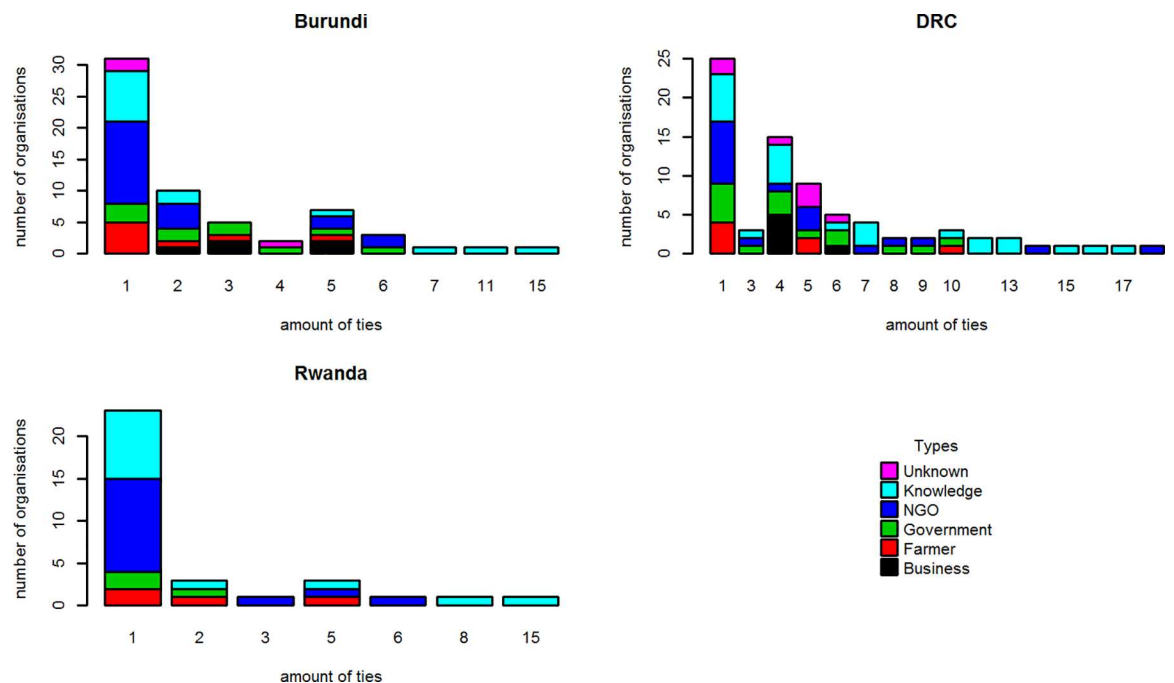 Burundi
number of organisations
0 5 10 15 20 25 30
1 2 3 4 5 6 7 11 15
amount of ties
DRC
number of organisations
0 5 10 15 20 25
1 3 4 5 6 7 8 9 10 13 15 17
amount of ties
Rwanda
number of organisations
0 5 10 15 20
1 2 3 5 6 8 15
amount of ties
Types
Unknown
Knowledge
NGO
Government
Farmer
Business